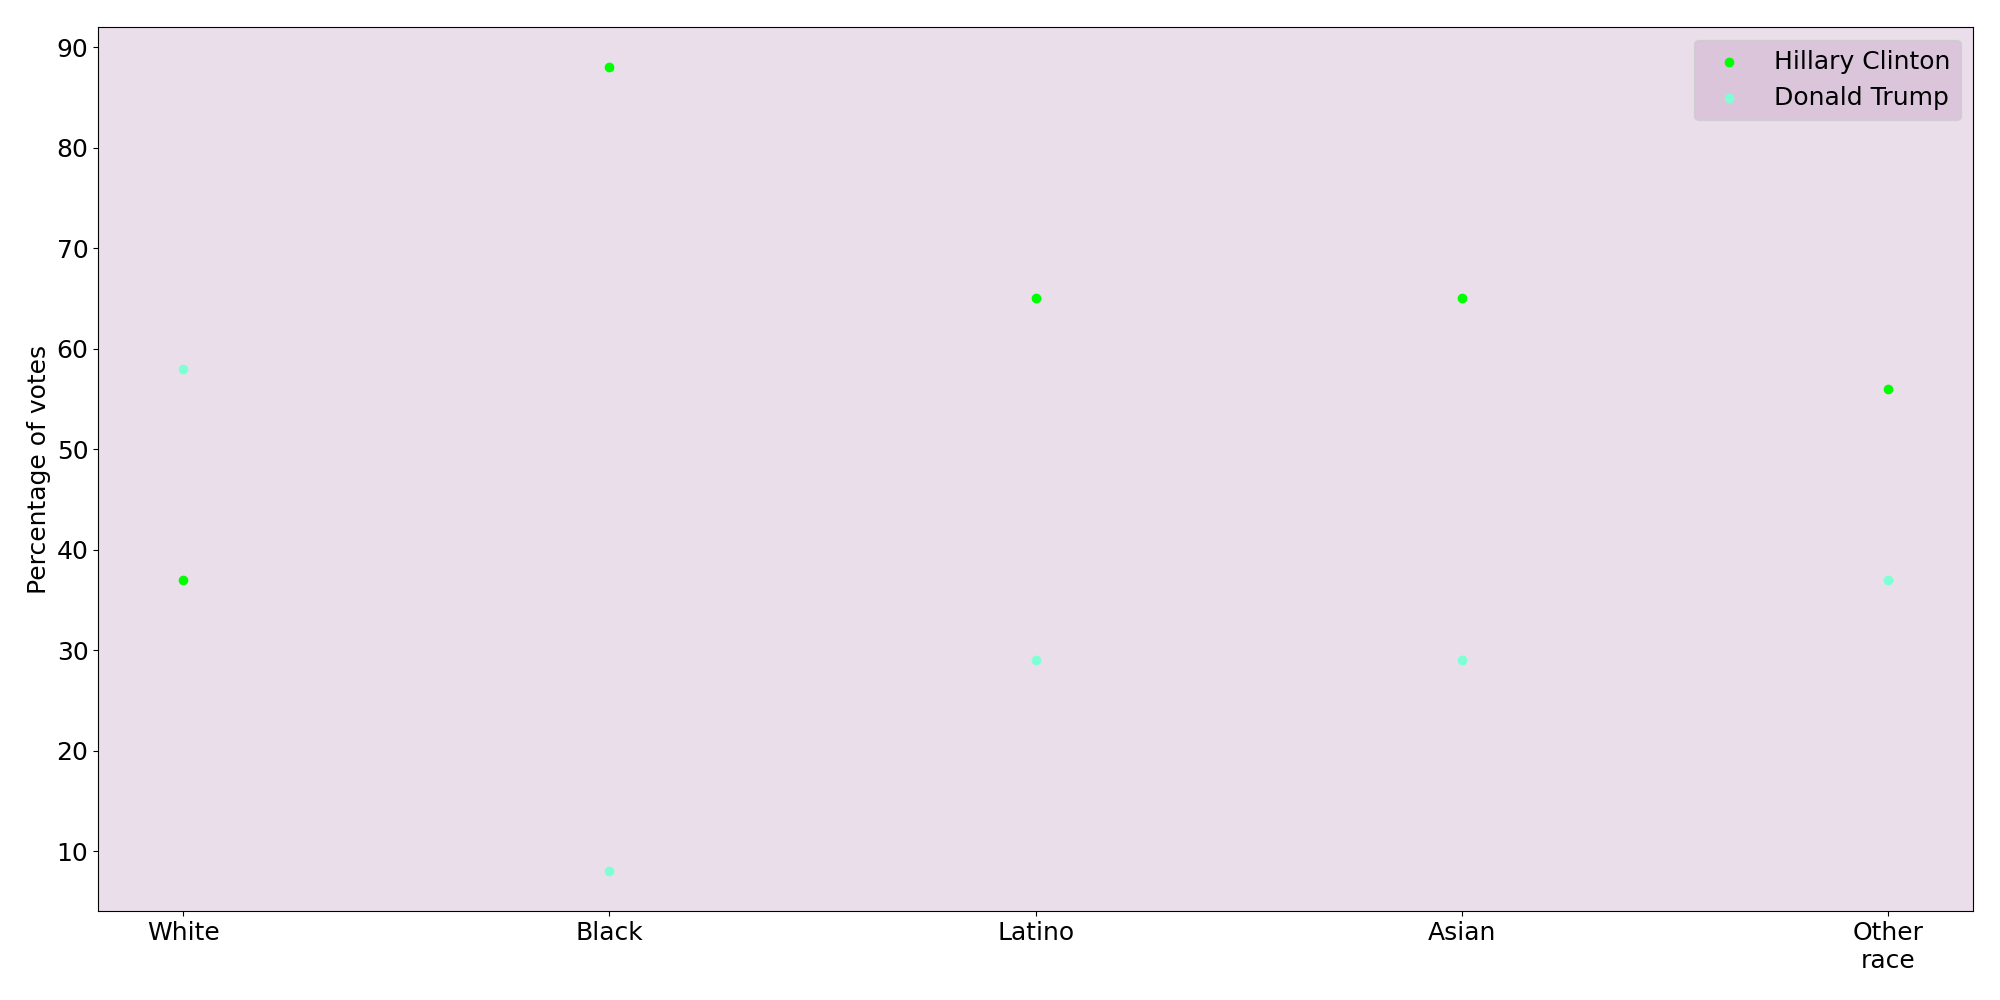 Hillary Clinton
Donald Trump
Percentage of votes
90
80
70
60
50
40
30
20
10
White
Black
Latino
Asian
Other
race